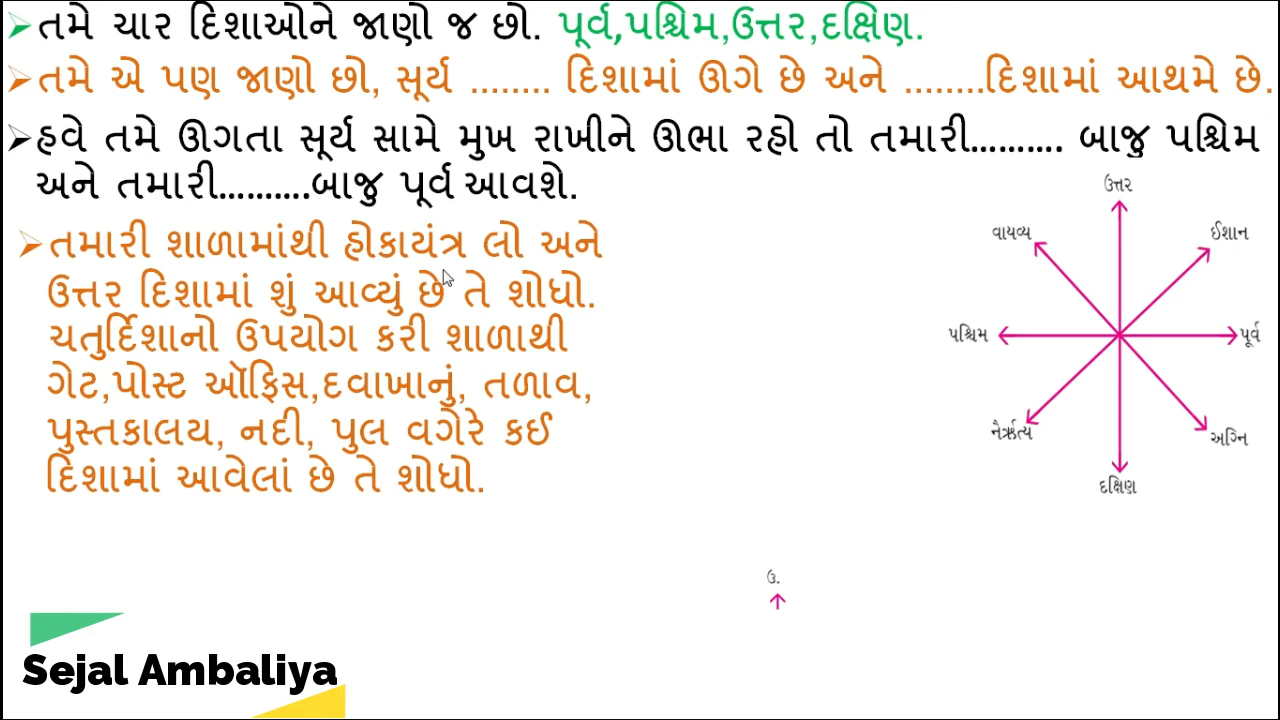 તમે ચાર દિશાઓને જાણો જ છો. પૂર્વ,પશ્ચિમ,ઉત્તર,દક્ષિણ.
તમે એ પણ જાણો છો, સૂર્ય ........ દિશામાં ઊગે છે અને ........દિશામાં આથમે છે.
હવે તમે ઊગતા સૂર્ય સામે મુખ રાખીને ઊભા રહો તો તમારી.......... બાજુ પશ્ચિમ
અને તમારી..........બાજુ પૂર્વ આવશે.
તમારી શાળામાંથી હોકાયંત્ર લો અને
ઉત્તર દિશામાં શું આવ્યું છે તે શોધો.
ચતુર્દિશાનો ઉપયોગ કરી શાળાથી
ગેટ,પોસ્ટ ઑફિસ,દવાખાનું, તળાવ,
પુસ્તકાલય, નદી, પુલ વગેરે કઈ
દિશામાં આવેલાં છે તે શોધો.
ઉત્તર
વાયવ્ય
ઈશાન
પશ્ચિમ
પૂર્વ
નૈર્ઋત્ય
અગ્નિ
દક્ષિણ
ઉ.
Sejal Ambaliya